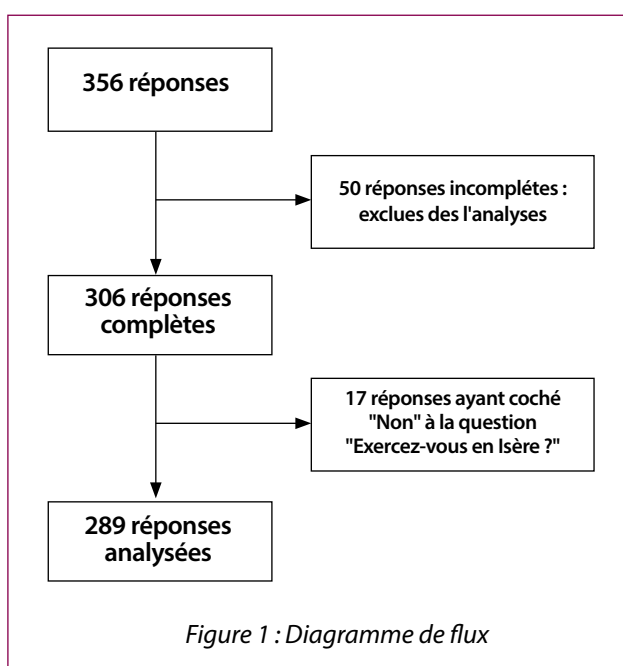 356 réponses
50 réponses incomplétes :
exclues des l'analyses
306 réponses
complètes
17 réponses ayant coché
"Non" à la question
"Exercez-vous en Isère ?"
289 réponses
analysées
Figure 1 : Diagramme de flux